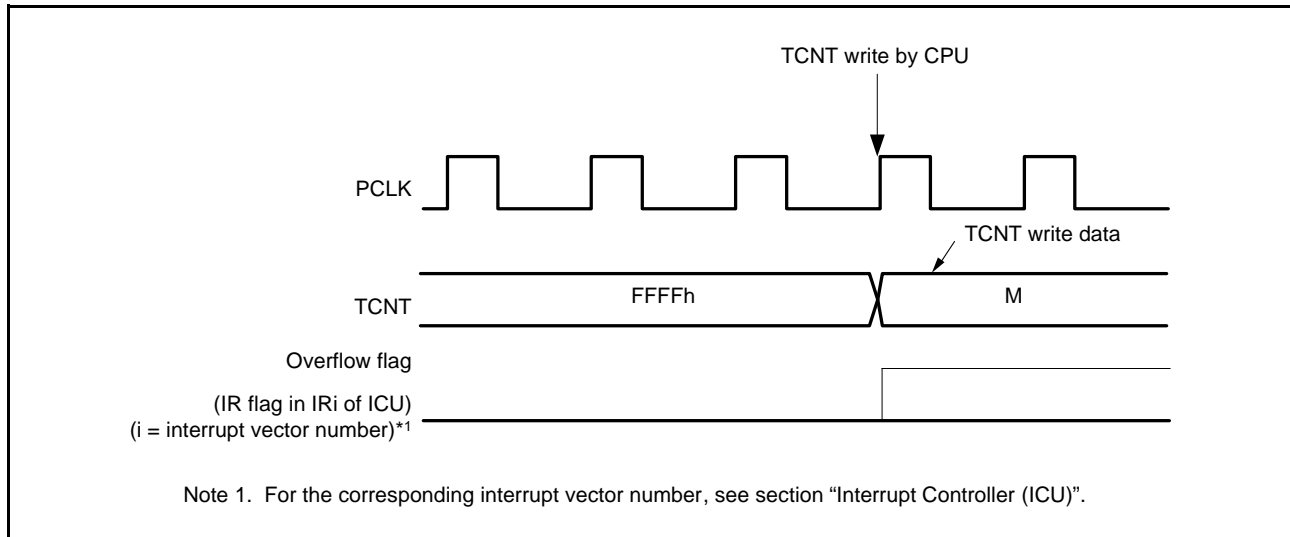 TCNT write by CPU
PCLK
TCNT write data
TCNT
FFFFh
M
Overflow flag
(IR flag in IRi of ICU)
(i = interrupt vector number)*1
Note 1. For the corresponding interrupt vector number, see section “Interrupt Controller (ICU)”.